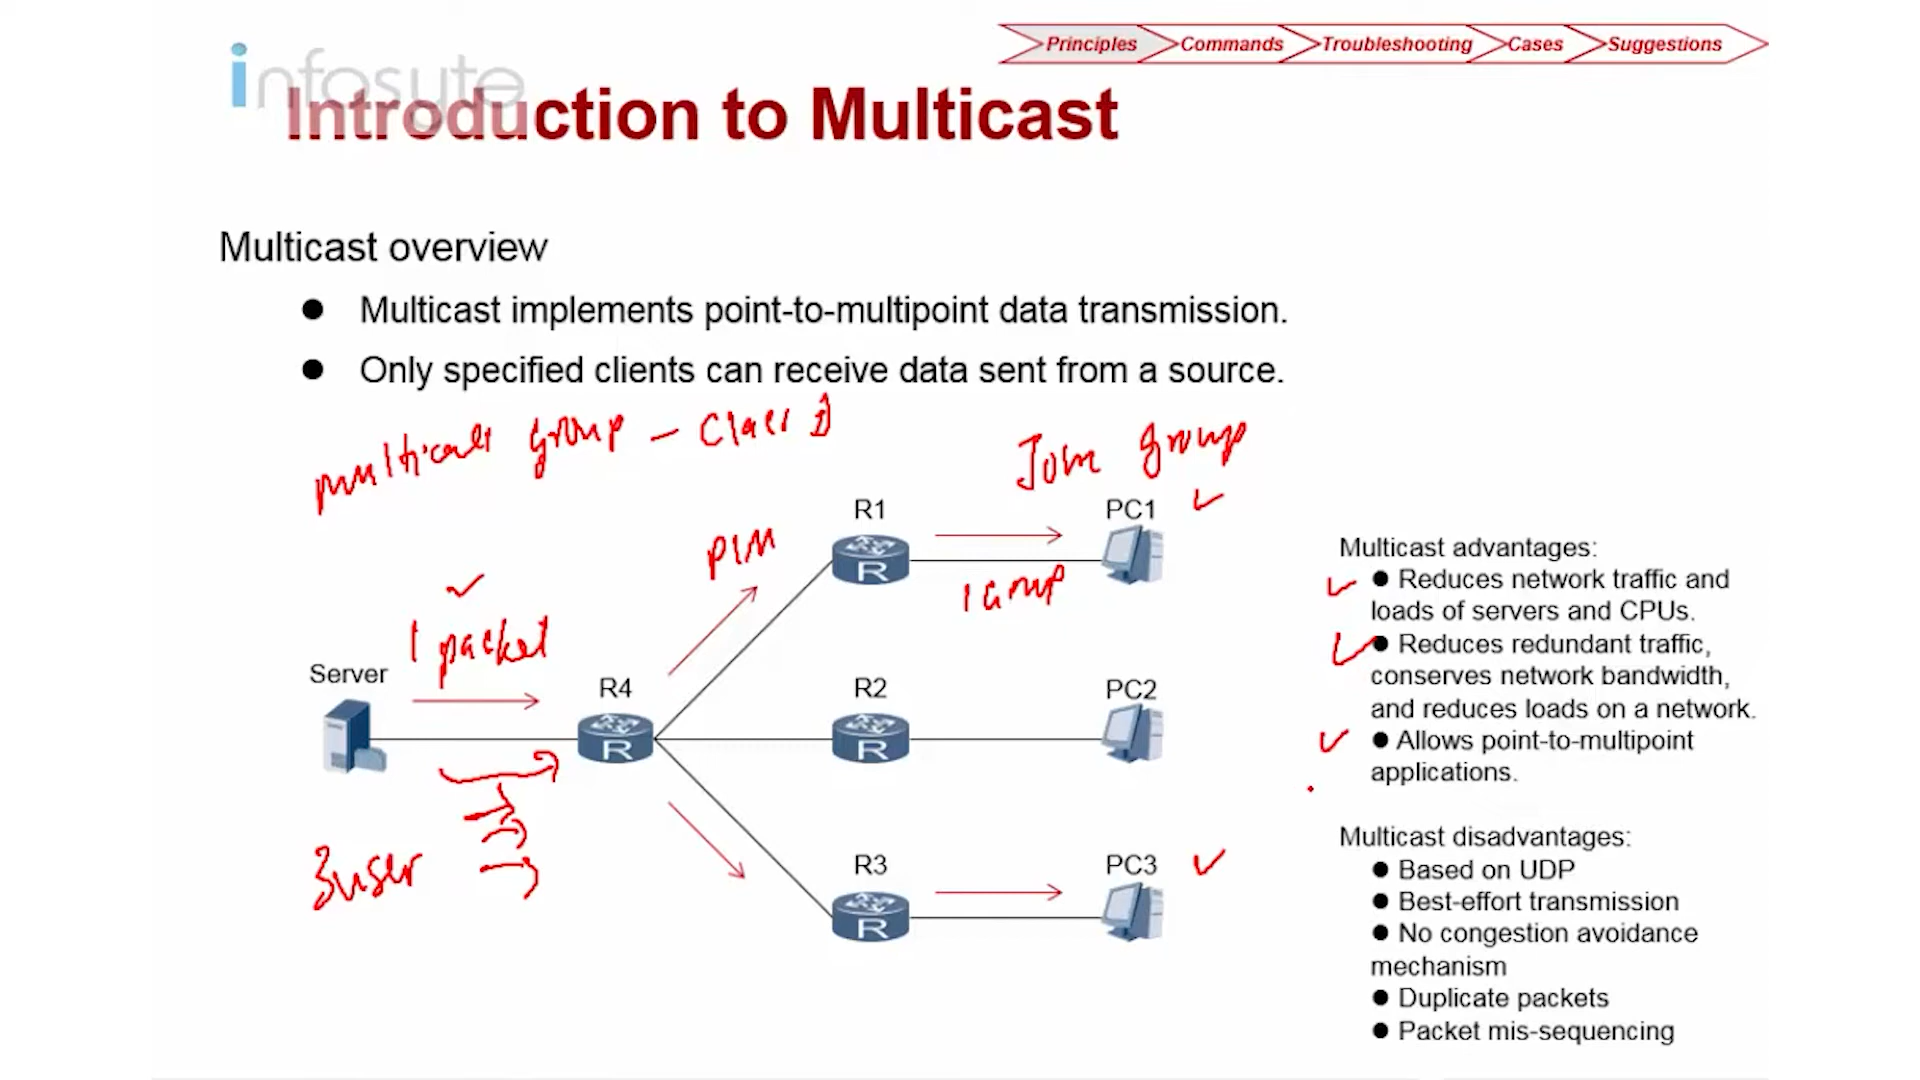 Principles Commands Troubleshooting Cases Suggestions
infosyte
Introduction to Multicast
Multicast overview
● Multicast implements point-to-multipoint data transmission.
● Only specified clients can receive data sent from a source.
multicast group - Class D
Join group
R1
PC1
PIM
IGMP
1 packet
Server
R4
R2
PC2
3 user
R3
PC3
Multicast advantages:
● Reduces network traffic and
loads of servers and CPUs.
● Reduces redundant traffic,
conserves network bandwidth,
and reduces loads on a network.
● Allows point-to-multipoint
applications.
Multicast disadvantages:
● Based on UDP
● Best-effort transmission
● No congestion avoidance
mechanism
● Duplicate packets
● Packet mis-sequencing
R
R
R
R